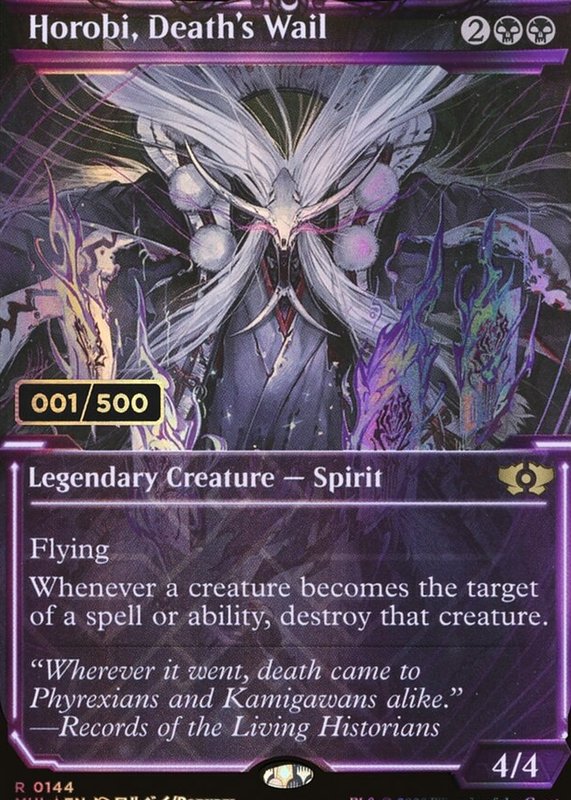 Horobi, Death's Wail 2
001/500
Legendary Creature — Spirit
Flying
Whenever a creature becomes the target
of a spell or ability, destroy that creature.
“Wherever it went, death came to
Phyrexians and Kamigawans alike.”
—Records of the Living Historians
4/4
R 0144